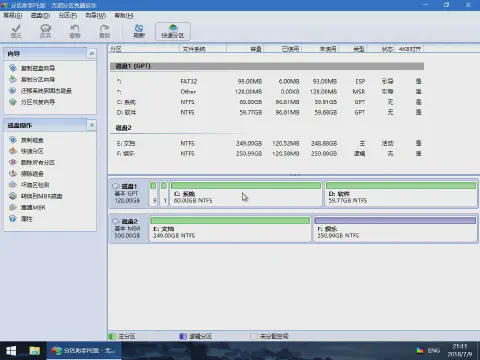 分区助手PE版 - 无损分区免费软件
常规(G) 磁盘(D) 分区(P) 向导(W) 帮助(H)
提交 放弃 撤销 重做 刷新 快速分区
向导
复制磁盘向导
复制分区向导
迁移系统到固态磁盘
分区恢复向导
磁盘操作
复制磁盘
快速分区
删除所有分区
擦除磁盘
坏扇区检测
转换到MBR磁盘
重建MBR
属性
分区 文件系统 容量 已使用 未使用 类型 状态 4KB对齐
磁盘1 (GPT)
*: FAT32 99.00MB 6.00MB 93.00MB ESP 引导 是
*: Other 128.00MB 0.00KB 128.00MB MSR 引导 是
C: 系统 NTFS 60.00GB 96.61MB 59.91GB GPT 无 是
D: 软件 NTFS 59.77GB 96.61MB 59.68GB GPT 无 是
磁盘2
E: 文档 NTFS 249.00GB 120.52MB 248.88GB 主 活动 是
F: 娱乐 NTFS 250.99GB 120.58MB 250.88GB 逻辑 无 是
磁盘1
基本 GPT
120.00GB
9
1
C: 系统
60.00GB NTFS
D: 软件
59.77GB NTFS
磁盘2
基本 MBR
500.00GB
E: 文档
249.00GB NTFS
F: 娱乐
250.99GB NTFS
主分区 逻辑分区 未分配空间
分区助手PE版 - 无...
ENG
21:11
2018/7/9